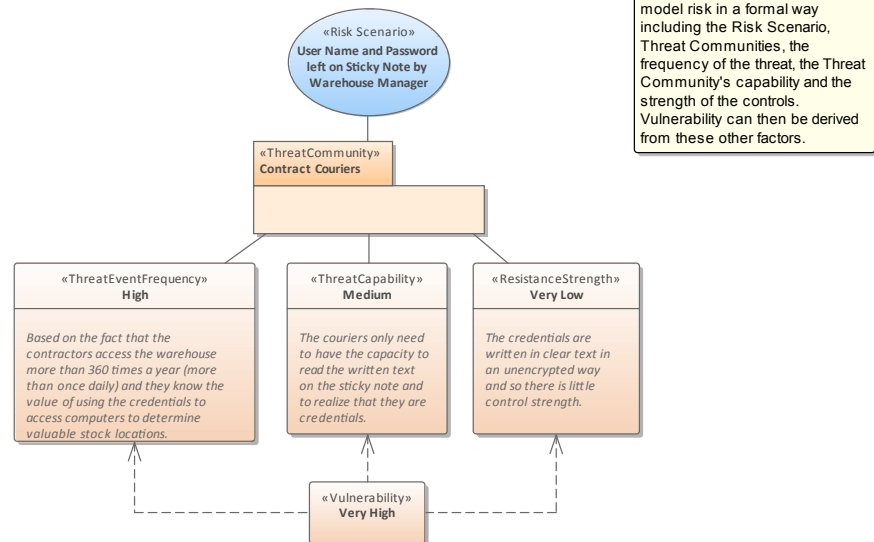 «Risk Scenario»
User Name and Password
left on Sticky Note by
Warehouse Manager
model risk in a formal way
including the Risk Scenario,
Threat Communities, the
frequency of the threat, the Threat
Community's capability and the
strength of the controls.
Vulnerability can then be derived
from these other factors.
«ThreatCommunity»
Contract Couriers
«ThreatEventFrequency»
High
Based on the fact that the
contractors access the warehouse
more than 360 times a year (more
than once daily) and they know the
value of using the credentials to
access computers to determine
valuable stock locations.
«ThreatCapability»
Medium
The couriers only need
to have the capacity to
read the written text
on the sticky note and
to realize that they are
credentials.
«ResistanceStrength»
Very Low
The credentials are
written in clear text in
an unencrypted way
and so there is little
control strength.
«Vulnerability»
Very High